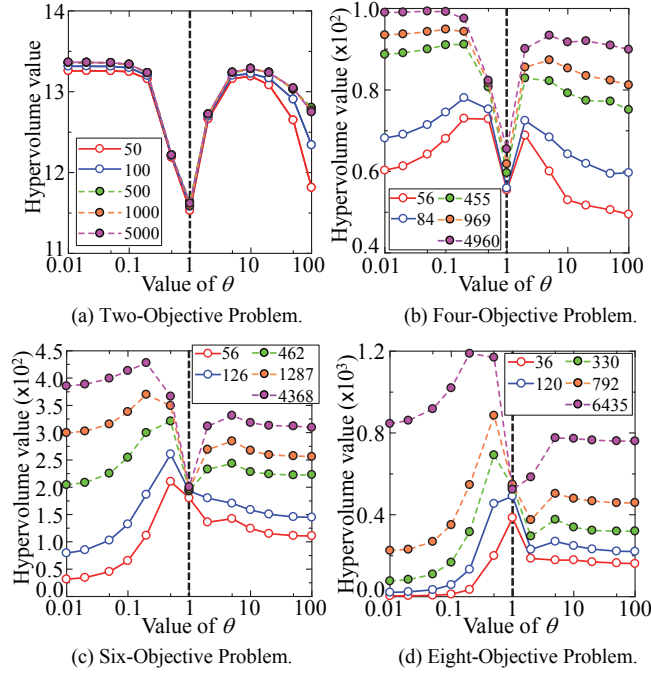 Hypervolume value
14
13
12
11
50
100
500
1000
5000
0.01 0.1 1 10 100
Value of θ
(a) Two-Objective Problem.
Hypervolume value (x10²)
1.0
0.8
0.6
0.4
56 455
84 969
4960
0.01 0.1 1 10 100
Value of θ
(b) Four-Objective Problem.
Hypervolume value (x10²)
4.5
4.0
3.5
3.0
2.5
2.0
1.5
1.0
0.5
0.0
56 462
126 1287
4368
0.01 0.1 1 10 100
Value of θ
(c) Six-Objective Problem.
Hypervolume value (x10³)
1.2
0.8
0.4
0.0
36 330
120 792
6435
0.01 0.1 1 10 100
Value of θ
(d) Eight-Objective Problem.